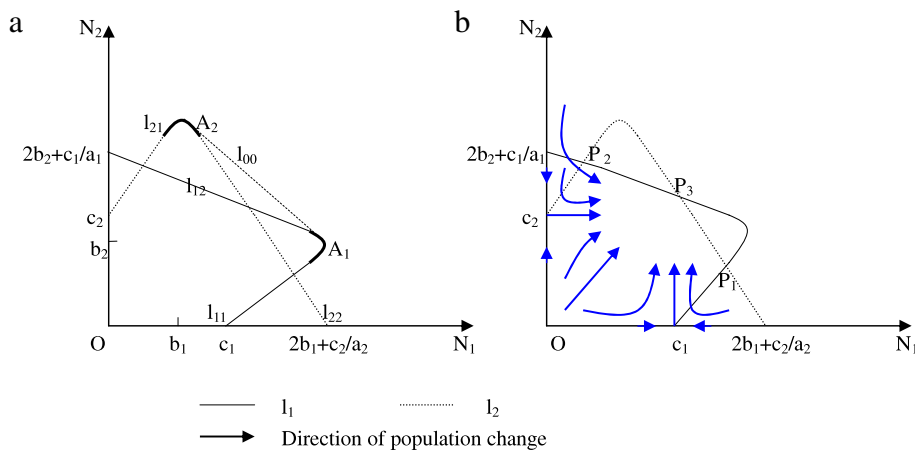 a
b
N2
N2
l21
A2
l00
2b2+c1/a1
2b2+c1/a1
P2
l12
P3
c2
c2
b2
A1
P1
l11
l22
O
b1
c1
2b1+c2/a2
N1
O
c1
2b1+c2/a2
N1
l1
l2
Direction of population change